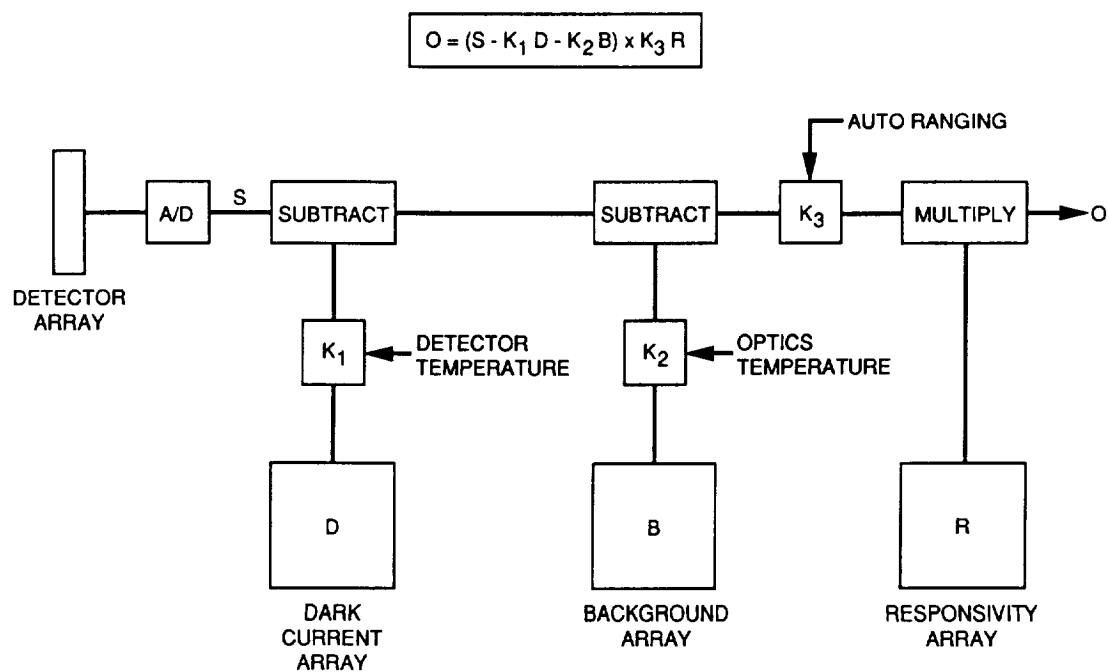 O = (S - K₁ D - K₂ B) x K₃ R
AUTO RANGING
A/D
S
SUBTRACT
SUBTRACT
K₃
MULTIPLY
O
DETECTOR
ARRAY
K₁
DETECTOR
TEMPERATURE
K₂
OPTICS
TEMPERATURE
D
B
R
DARK
CURRENT
ARRAY
BACKGROUND
ARRAY
RESPONSIVITY
ARRAY